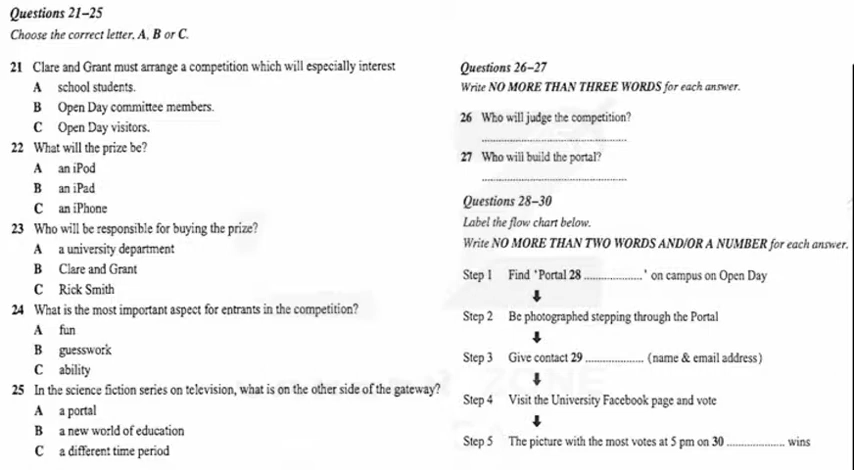 Questions 21–25
Choose the correct letter, A, B or C.
21 Clare and Grant must arrange a competition which will especially interest
A school students.
B Open Day committee members.
C Open Day visitors.
22 What will the prize be?
A an iPod
B an iPad
C an iPhone
23 Who will be responsible for buying the prize?
A a university department
B Clare and Grant
C Rick Smith
24 What is the most important aspect for entrants in the competition?
A fun
B guesswork
C ability
25 In the science fiction series on television, what is on the other side of the gateway?
A a portal
B a new world of education
C a different time period
Questions 26–27
Write NO MORE THAN THREE WORDS for each answer.
26 Who will judge the competition?
27 Who will build the portal?
Questions 28–30
Label the flow chart below.
Write NO MORE THAN TWO WORDS AND/OR A NUMBER for each answer.
Step 1 Find 'Portal 28 ....................' on campus on Open Day
Step 2 Be photographed stepping through the Portal
Step 3 Give contact 29 .................... (name & email address)
Step 4 Visit the University Facebook page and vote
Step 5 The picture with the most votes at 5 pm on 30 .................... wins